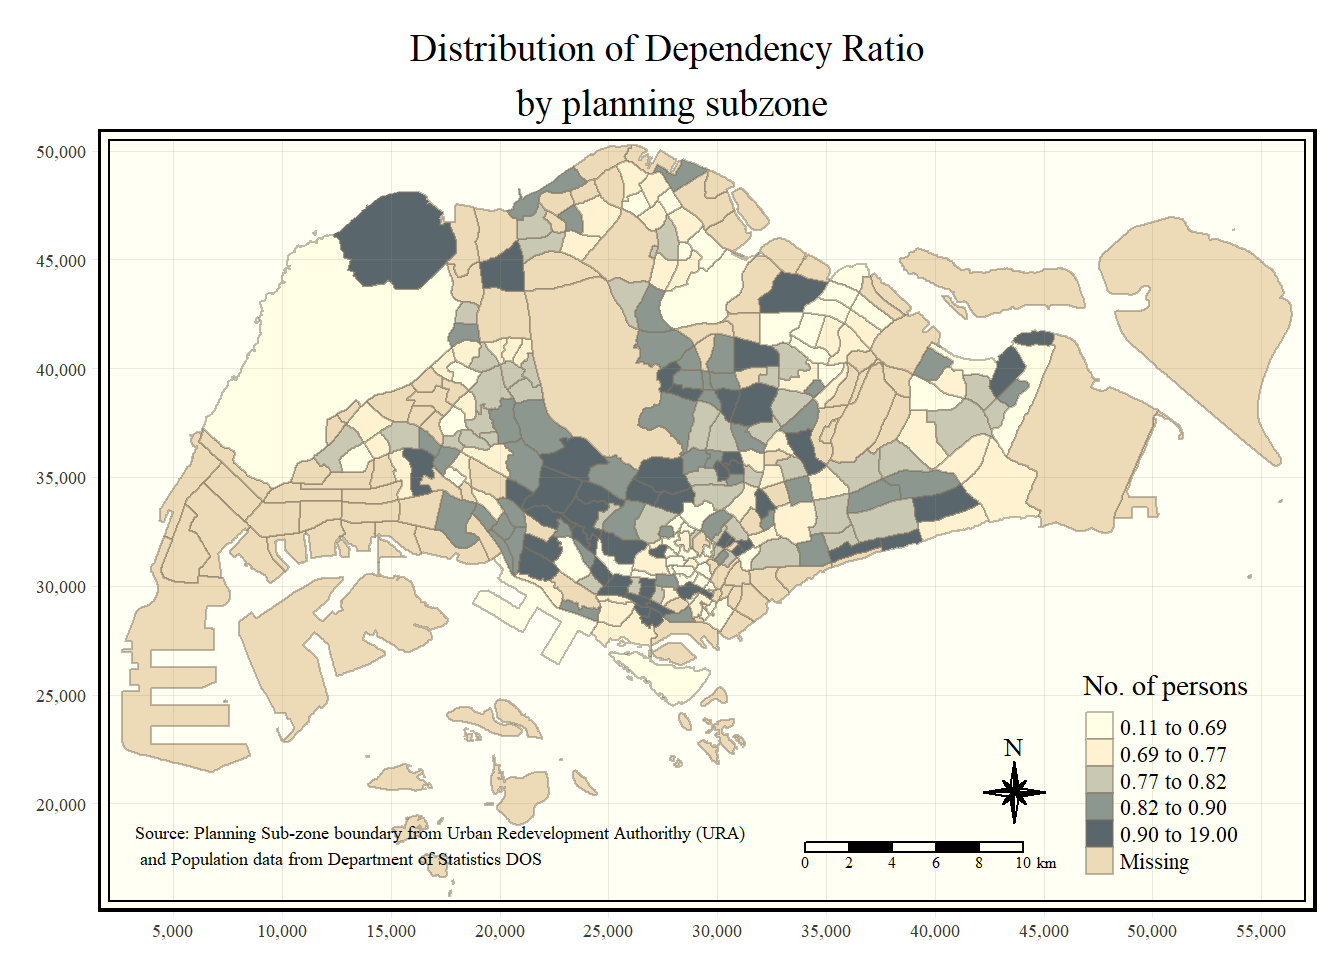 Distribution of Dependency Ratio
by planning subzone
50,000
45,000
40,000
35,000
30,000
25,000
20,000
No. of persons
0.11 to 0.69
0.69 to 0.77
0.77 to 0.82
0.82 to 0.90
0.90 to 19.00
Missing
N
Source: Planning Sub-zone boundary from Urban Redevelopment Authorithy (URA)
and Population data from Department of Statistics DOS
0 2 4 6 8 10 km
5,000 10,000 15,000 20,000 25,000 30,000 35,000 40,000 45,000 50,000 55,000